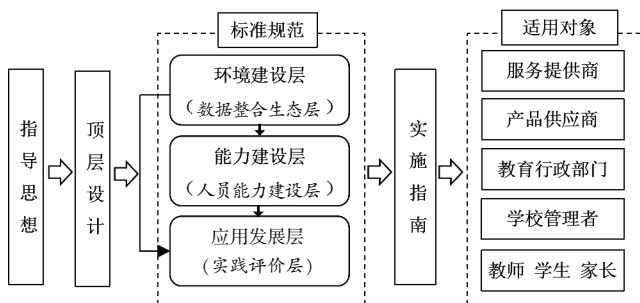 指导思想
顶层设计
标准规范
环境建设层
（数据整合生态层）
能力建设层
（人员能力建设层）
应用发展层
（实践评价层）
实施指南
适用对象
服务提供商
产品供应商
教育行政部门
学校管理者
教师 学生 家长